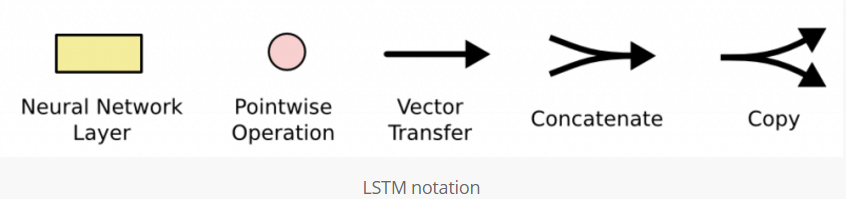 Neural Network
Layer
Pointwise
Operation
Vector
Transfer
Concatenate
Copy
LSTM notation